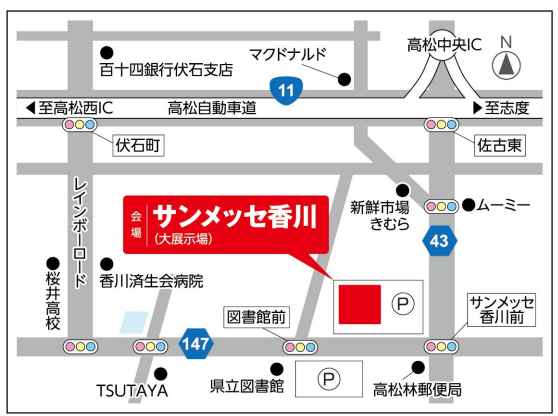 百十四銀行伏石支店
マクドナルド
高松中央IC
N
11
至高松西IC
高松自動車道
至志度
伏石町
佐古東
レインボーロード
会場
サンメッセ香川
(大展示場)
新鮮市場
きむら
ムーミー
43
桜井高校
香川済生会病院
P
図書館前
サンメッセ
香川前
147
TSUTAYA
県立図書館
P
高松林郵便局